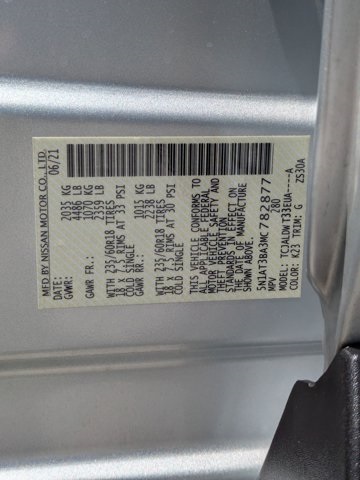 MFD BY NISSAN MOTOR CO., LTD.
06/21
GVWR: 2035 KG
4486 LB
GAWR FR.: 1070 KG
2359 LB
WITH 235/60R18 TIRES
18 x 7.5 RIMS AT 33 PSI
COLD SINGLE
GAWR RR.: 1015 KG
2238 LB
WITH 235/60R18 TIRES
18 x 7.5 RIMS AT 30 PSI
COLD SINGLE
THIS VEHICLE CONFORMS TO
ALL APPLICABLE FEDERAL
MOTOR VEHICLE SAFETY,
BUMPER, AND THEFT
PREVENTION
STANDARDS IN EFFECT ON
THE DATE OF MANUFACTURE
SHOWN ABOVE.
5N1AT3BA3MC782877
MPV 280
MODEL: TCJALDWT33EUA----A
COLOR: K23 TRIM: G ZS30A